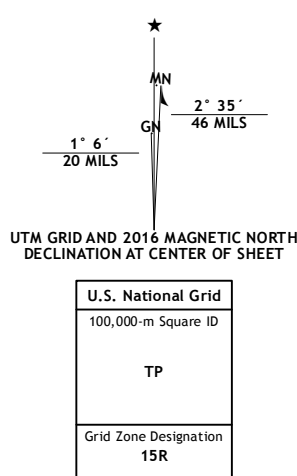 ★
MN
2° 35´
46 MILS
GN
1° 6´
20 MILS
UTM GRID AND 2016 MAGNETIC NORTH
DECLINATION AT CENTER OF SHEET
U.S. National Grid
100,000-m Square ID
TP
Grid Zone Designation
15R